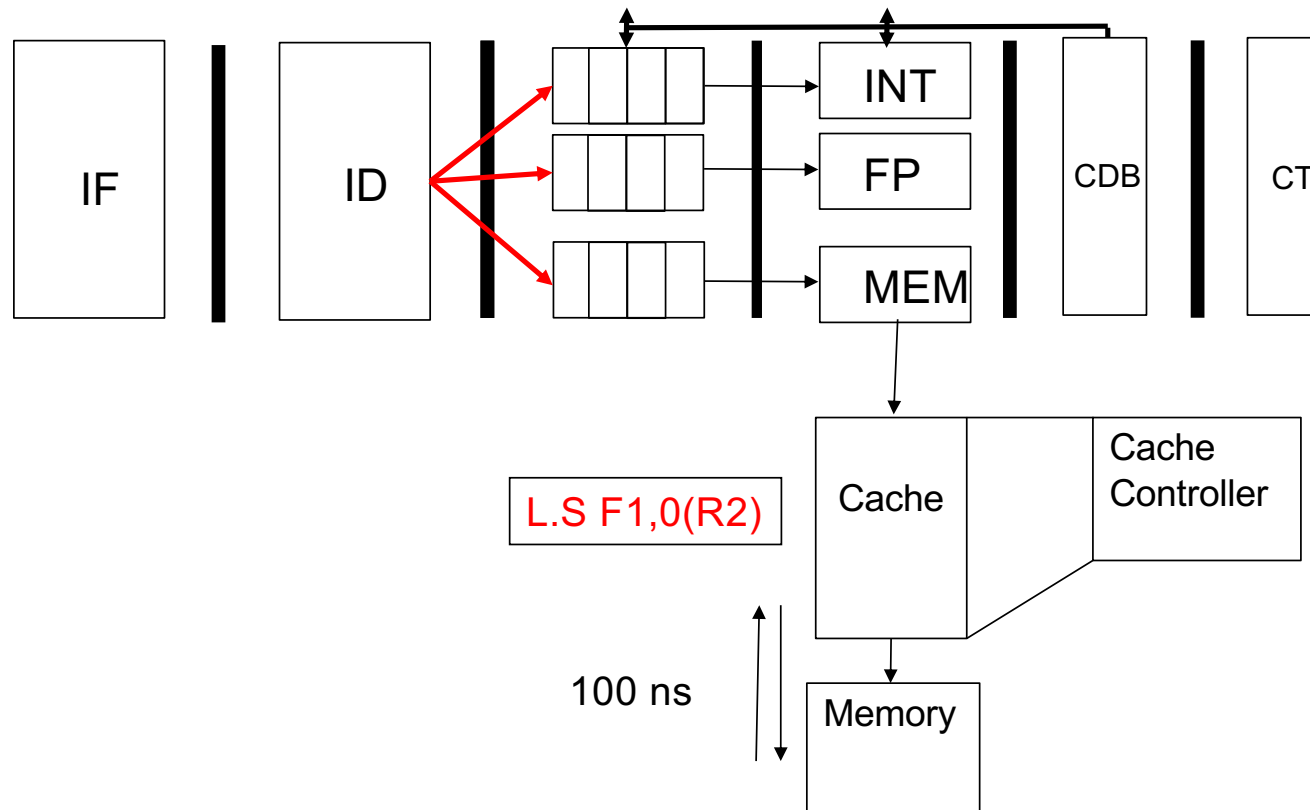 IF
ID
INT
FP
MEM
CDB
CT
L.S F1,0(R2)
Cache
Cache
Controller
100 ns
Memory